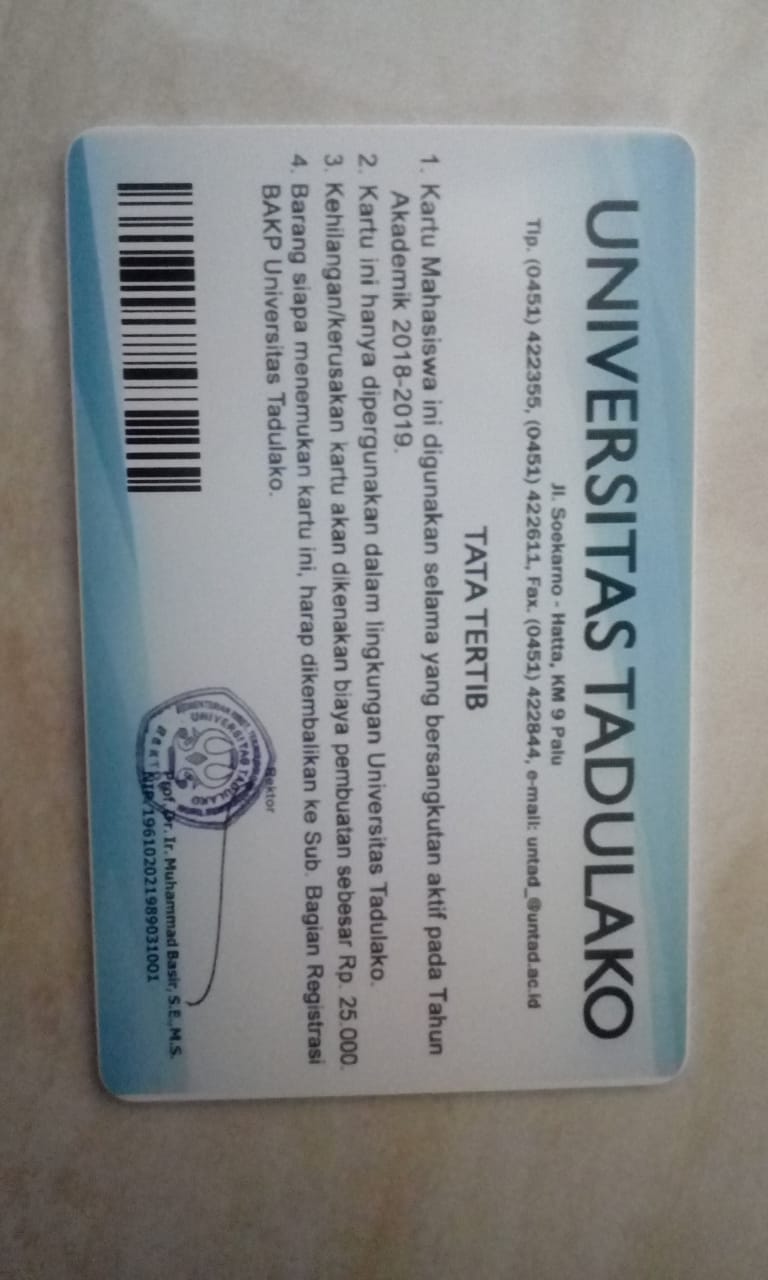 UNIVERSITAS TADULAKO
Jl. Soekarno - Hatta, KM 9 Palu
Tlp. (0451) 422355, (0451) 422611, Fax. (0451) 422844, e-mail: untad_@untad.ac.id
TATA TERTIB
1. Kartu Mahasiswa ini digunakan selama yang bersangkutan aktif pada Tahun
Akademik 2018-2019.
2. Kartu ini hanya dipergunakan dalam lingkungan Universitas Tadulako.
3. Kehilangan/kerusakan kartu akan dikenakan biaya pembuatan sebesar Rp. 25.000.
4. Barang siapa menemukan kartu ini, harap dikembalikan ke Sub. Bagian Registrasi
BAKP Universitas Tadulako.
Rektor
UNIVERSITAS TADULAKO
Prof. Dr. Ir. Muhammad Basir, S.E.,M.S.
NIP. 196102021989031001